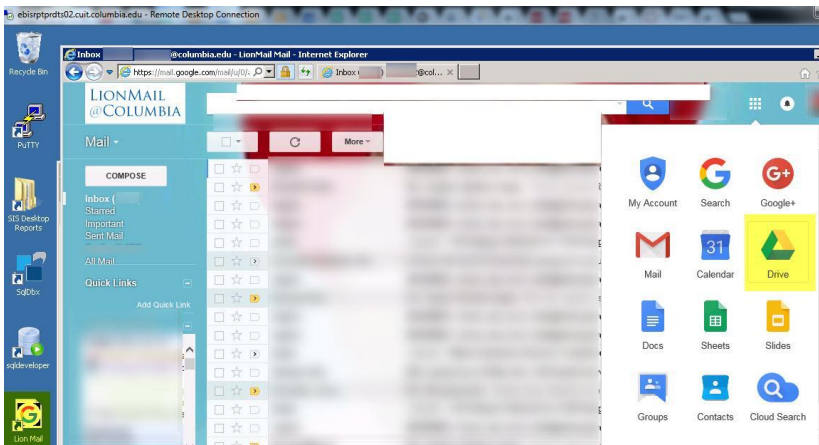 ebisrptprdts02.cuit.columbia.edu - Remote Desktop Connection
Inbox @columbia.edu - LionMail Mail - Internet Explorer
https://mail.google.com/mail/u/0/
Inbox ( ) :@col...
Recycle Bin
PuTTY
SIS Desktop
Reports
SqlDbx
sqldeveloper
Lion Mail
LIONMAIL
@COLUMBIA
Mail
More
COMPOSE
Inbox (
Starred
Important
Sent Mail
All Mail
Quick Links
Add Quick Link
My Account
Search
G+
Google+
Mail
31
Calendar
Drive
Docs
Sheets
Slides
Groups
Contacts
Cloud Search